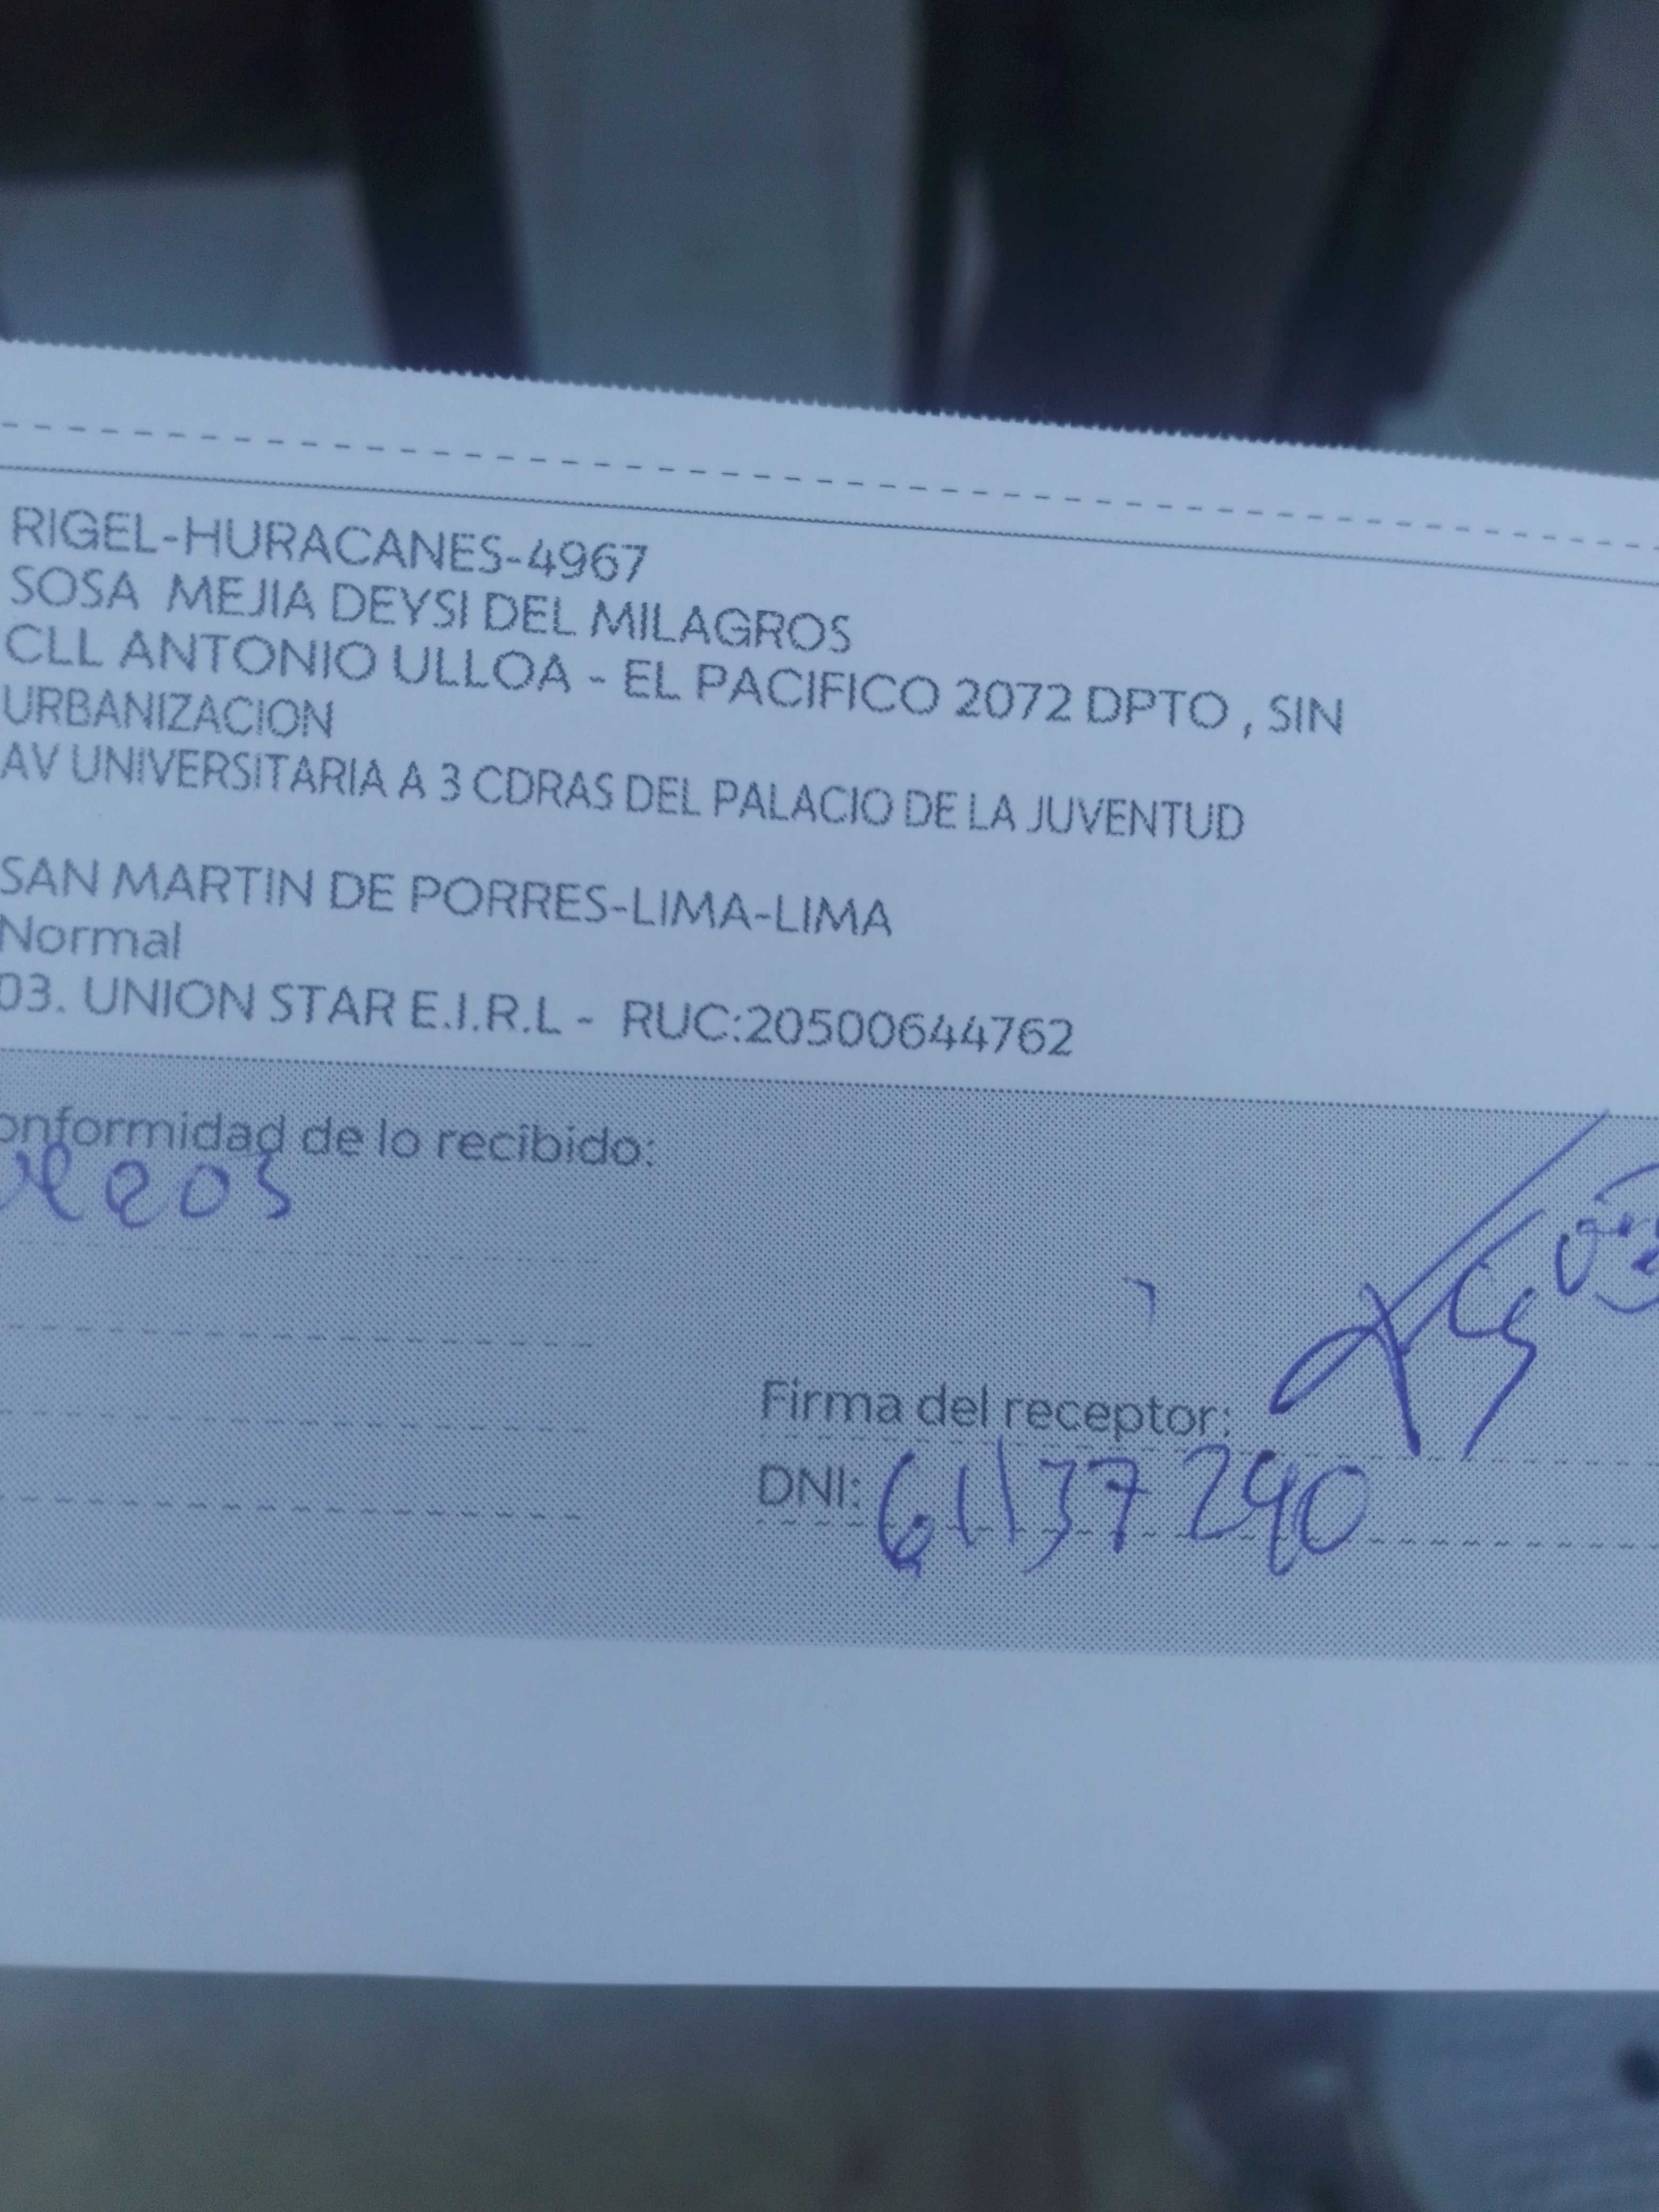 RIGEL-HURACANES-4967
SOSA MEJIA DEYSI DEL MILAGROS
CLL ANTONIO ULLOA - EL PACIFICO 2072 DPTO , SIN
URBANIZACION
AV UNIVERSITARIA A 3 CDRAS DEL PALACIO DE LA JUVENTUD
SAN MARTIN DE PORRES-LIMA-LIMA
Normal
03. UNION STAR E.I.R.L - RUC:20500644762
onformidad de lo recibido:
Firma del receptor:
DNI: 61137290